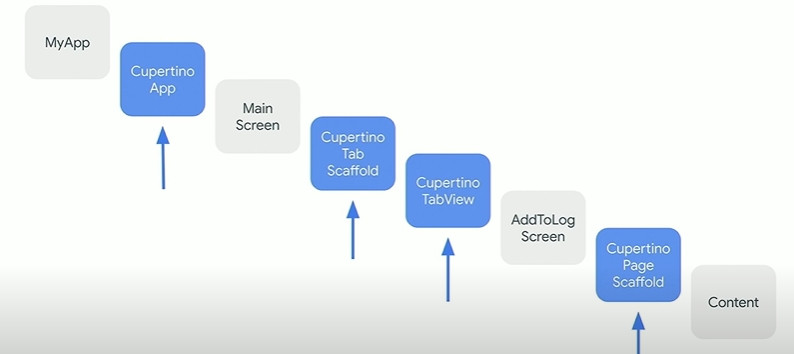 MyApp
Cupertino
App
Main
Screen
Cupertino
Tab
Scaffold
Cupertino
TabView
AddToLog
Screen
Cupertino
Page
Scaffold
Content